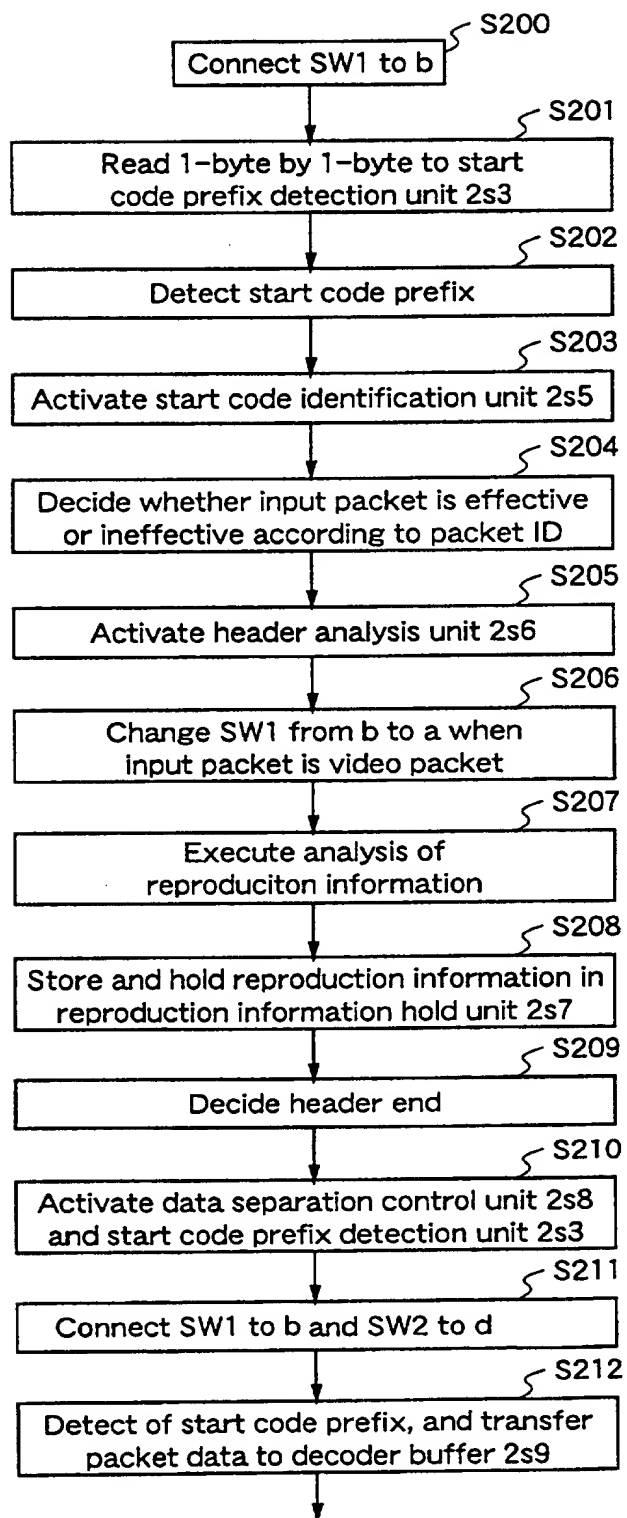 S200
Connect SW1 to b
S201
Read 1-byte by 1-byte to start
code prefix detection unit 2s3
S202
Detect start code prefix
S203
Activate start code identification unit 2s5
S204
Decide whether input packet is effective
or ineffective according to packet ID
S205
Activate header analysis unit 2s6
S206
Change SW1 from b to a when
input packet is video packet
S207
Execute analysis of
reproduciton information
S208
Store and hold reproduction information in
reproduction information hold unit 2s7
S209
Decide header end
S210
Activate data separation control unit 2s8
and start code prefix detection unit 2s3
S211
Connect SW1 to b and SW2 to d
S212
Detect of start code prefix, and transfer
packet data to decoder buffer 2s9